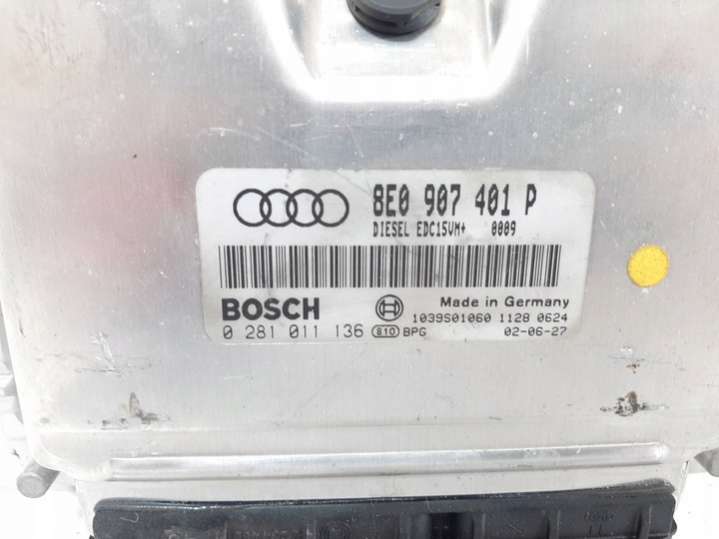 8E0 907 401 P
DIESEL EDC15VM+ 0009
BOSCH Made in Germany
1039S01060 1128 0624
0 281 011 136 810 BPG 02-06-27